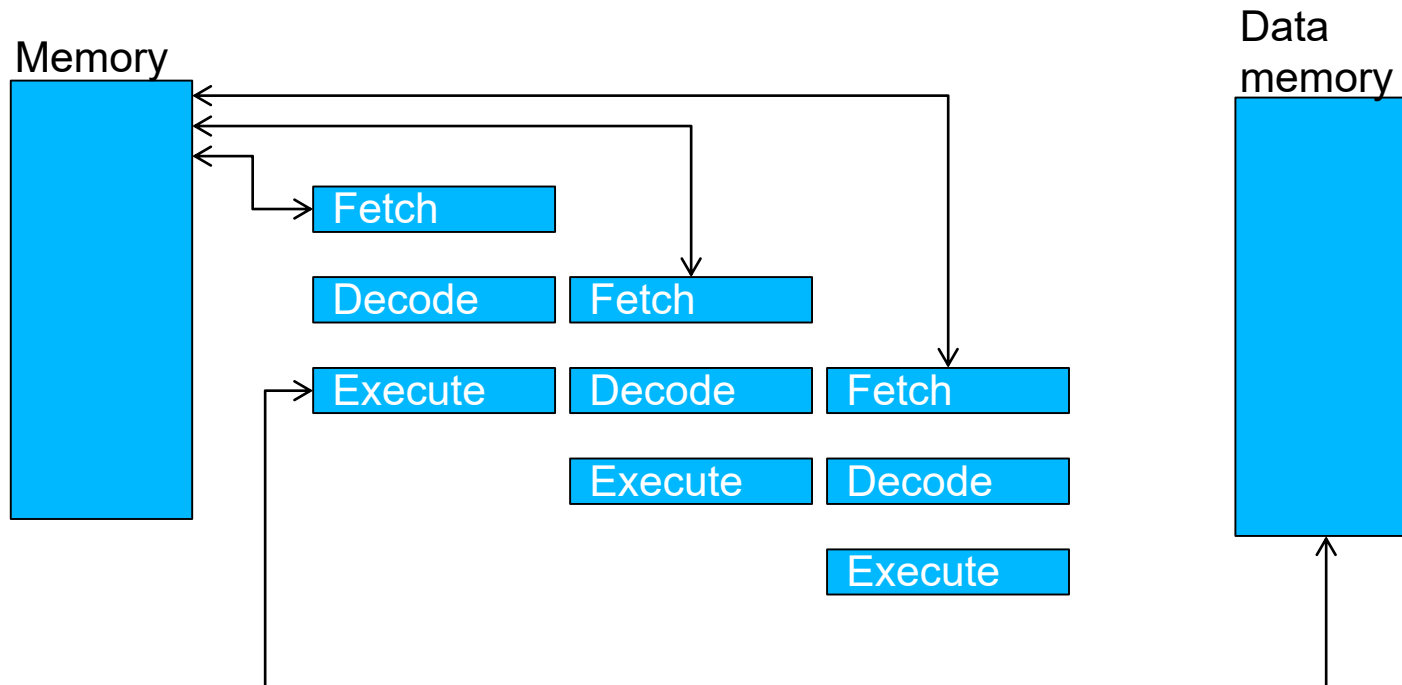 Data
memory
Memory
Fetch
Decode Fetch
Execute Decode Fetch
Execute Decode
Execute